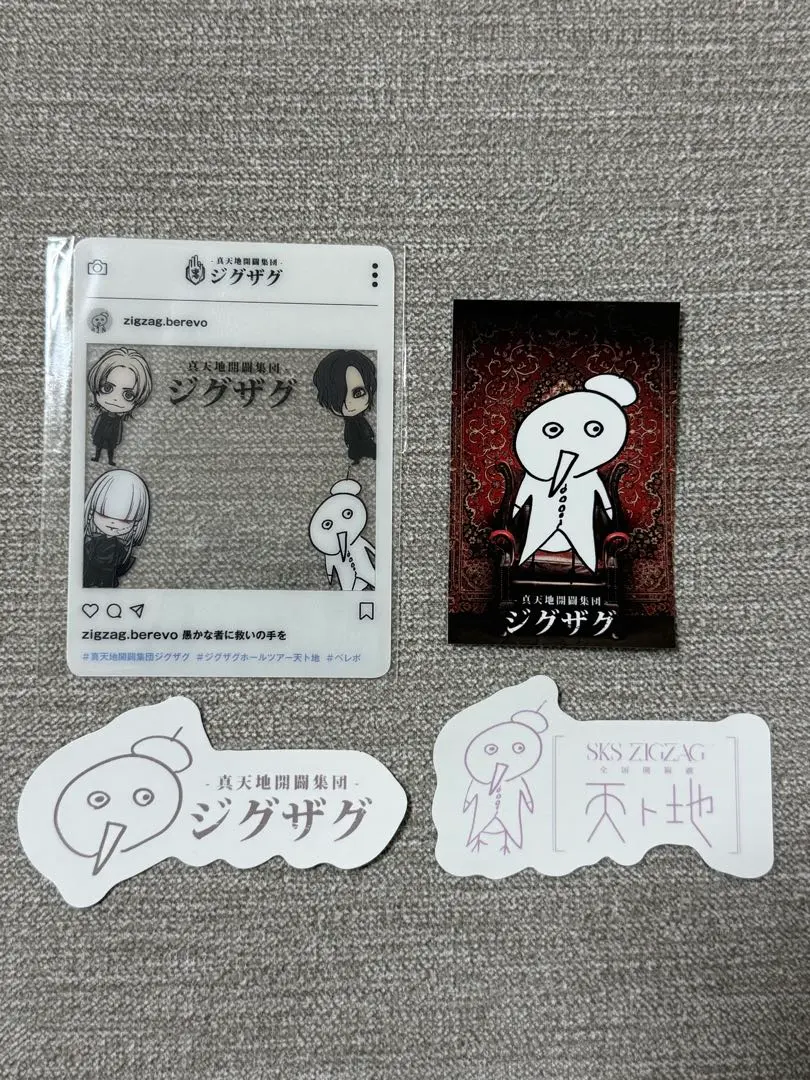 - 真天地開闢集団 -
ジグザグ
zigzag.berevo
真天地開闢集団
ジグザグ
zigzag.berevo 愚かな者に救いの手を
#真天地開闢集団ジグザグ #ジグザグホールツアー天ト地 #ベレボ
- 真天地開闢集団 -
ジグザグ
- 真天地開闢集団 -
ジグザグ
SKS ZIGZAG
天ト地